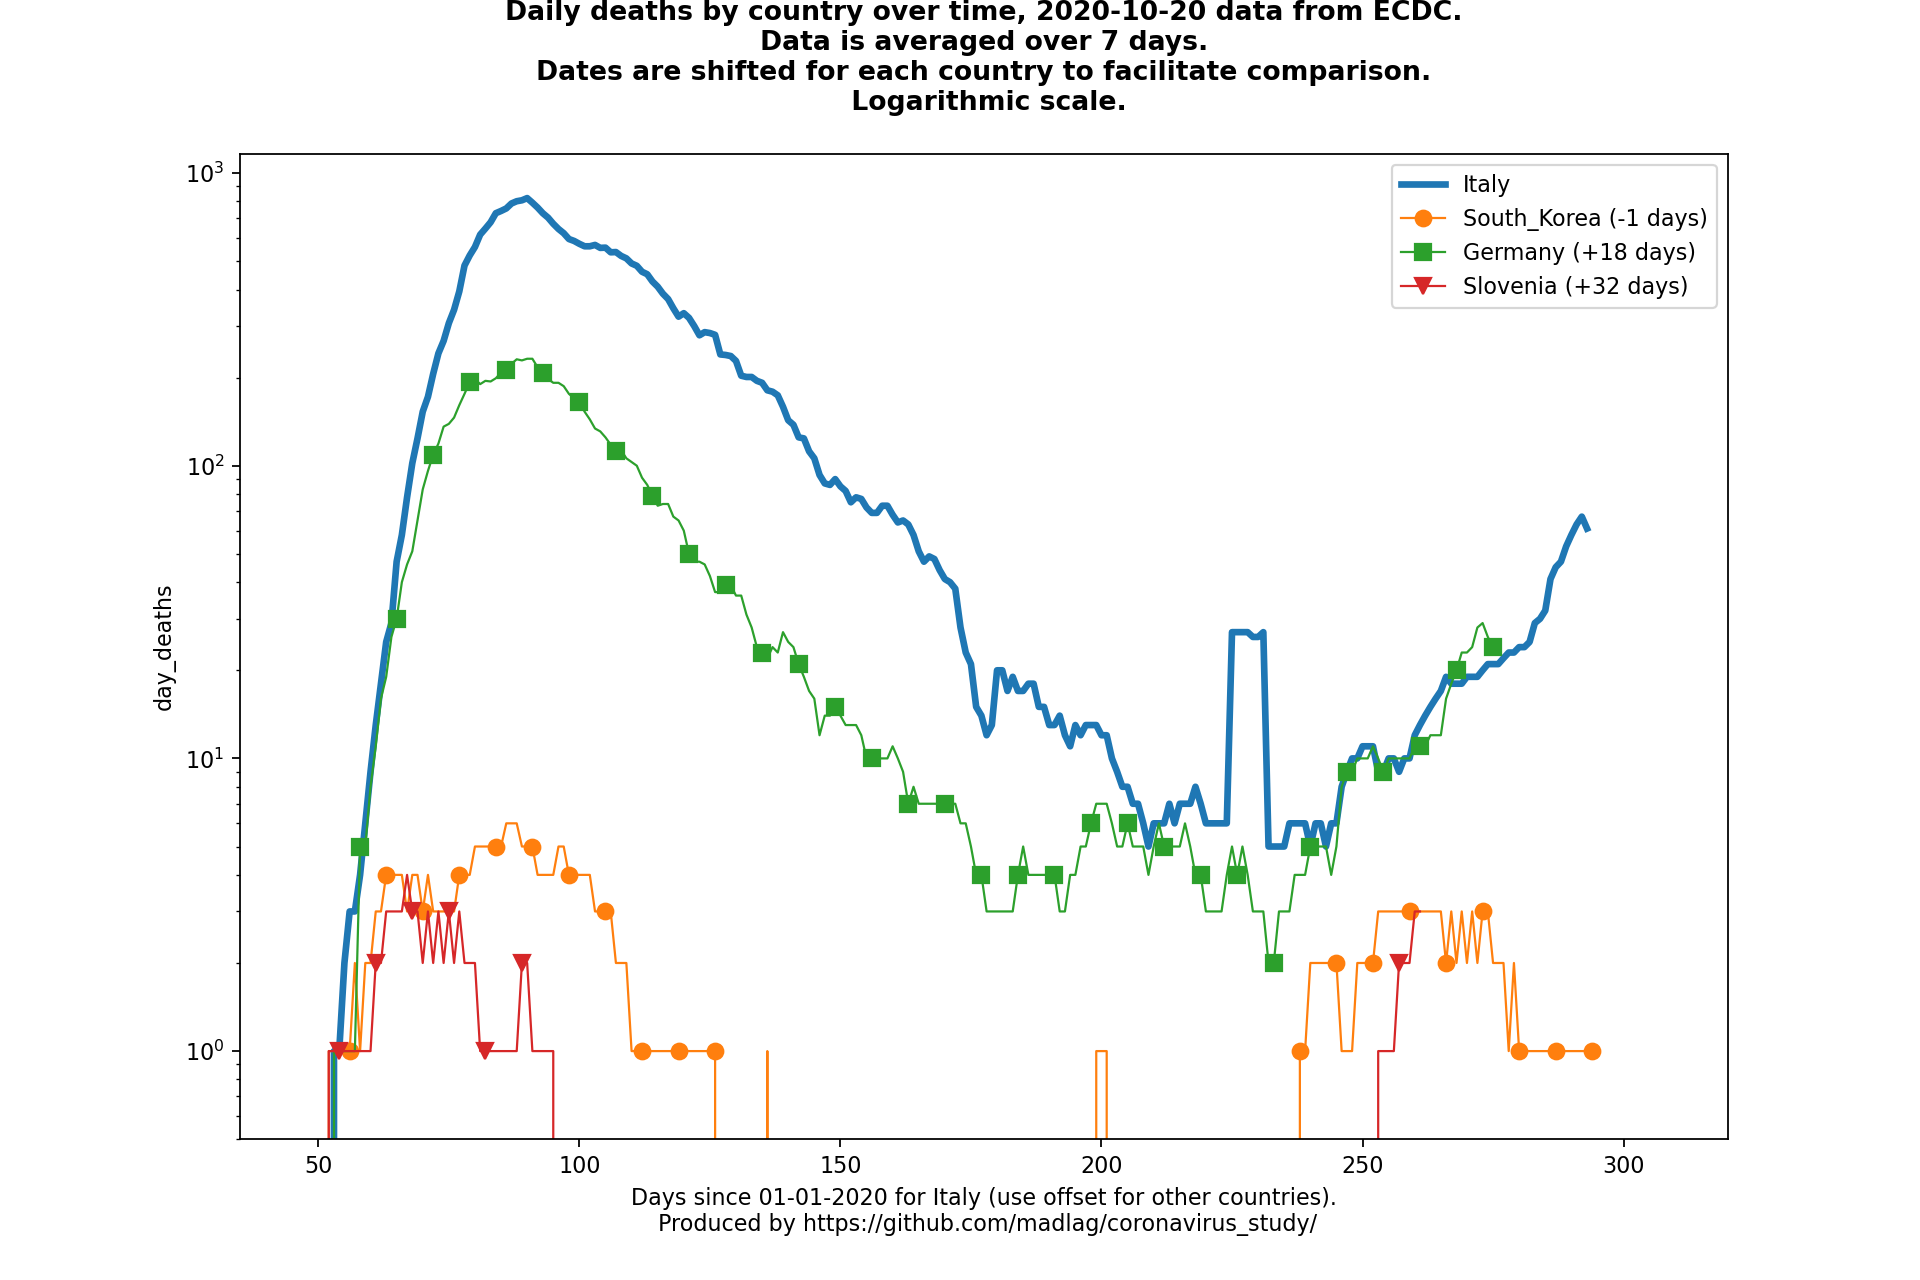 Daily deaths by country over time, 2020-10-20 data from ECDC.
Data is averaged over 7 days.
Dates are shifted for each country to facilitate comparison.
Logarithmic scale.
10³
10²
10¹
10⁰
day_deaths
Italy
South_Korea (-1 days)
Germany (+18 days)
Slovenia (+32 days)
50 100 150 200 250 300
Days since 01-01-2020 for Italy (use offset for other countries).
Produced by https://github.com/madlag/coronavirus_study/